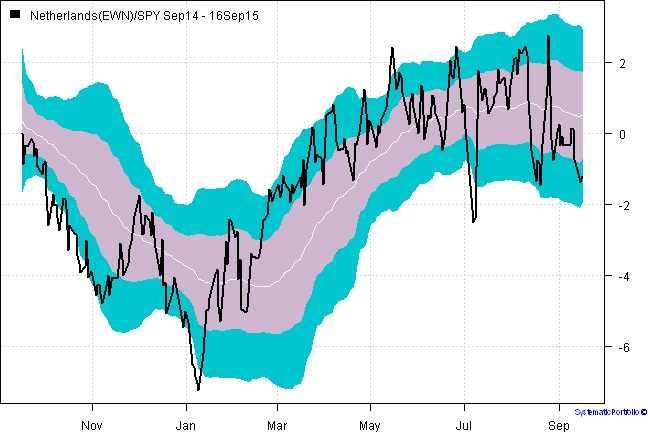 Netherlands(EWN)/SPY Sep14 - 16Sep15
2
0
-2
-4
-6
Nov Jan Mar May Jul Sep
SystematicPortfolio ©